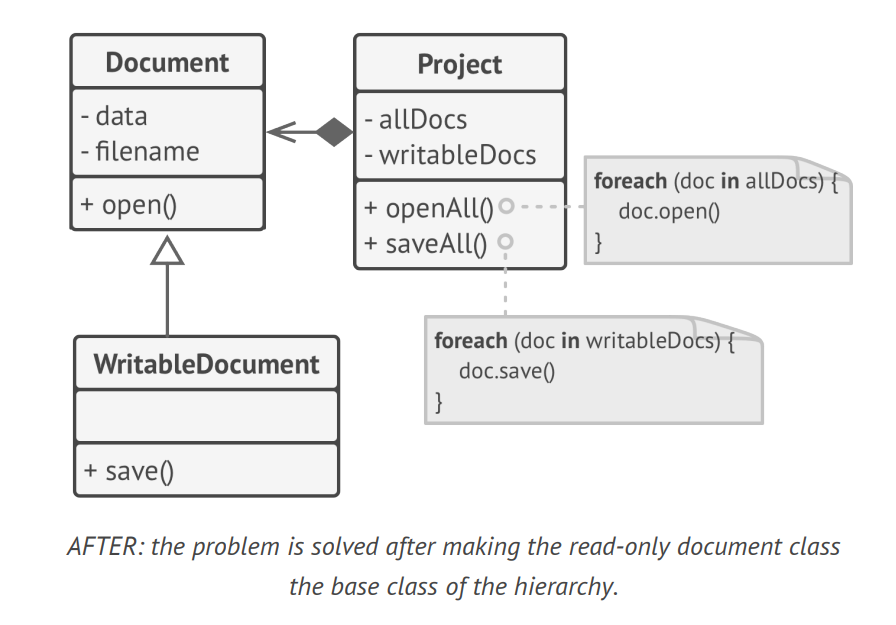 Document
- data
- filename
+ open()
Project
- allDocs
- writableDocs
+ openAll()
+ saveAll()
foreach (doc in allDocs) {
doc.open()
}
foreach (doc in writableDocs) {
doc.save()
}
WritableDocument
+ save()
AFTER: the problem is solved after making the read-only document class
the base class of the hierarchy.